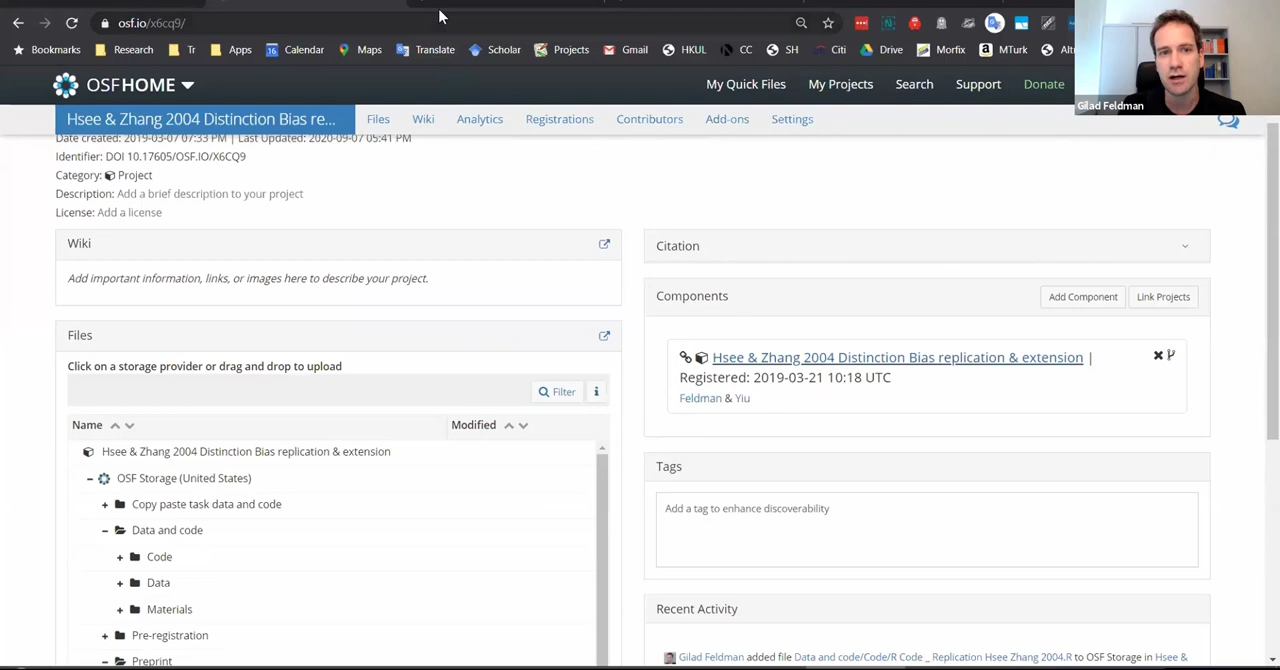 osf.io/x6cq9/
Bookmarks Research Tr Apps 16 Calendar Maps Translate Scholar Projects Gmail HKUL CC SH Citi Drive Morfix a MTurk
OSFHOME My Quick Files My Projects Search Support Donate
Gilad Feldman
Hsee & Zhang 2004 Distinction Bias re... Files Wiki Analytics Registrations Contributors Add-ons Settings
Date created: 2019-03-07 07:33 PM | Last Updated: 2020-09-07 05:41 PM
Identifier: DOI 10.17605/OSF.IO/X6CQ9
Category: Project
Description: Add a brief description to your project
License: Add a license
Wiki
Add important information, links, or images here to describe your project.
Files
Click on a storage provider or drag and drop to upload
Filter i
Name Modified
Hsee & Zhang 2004 Distinction Bias replication & extension
- OSF Storage (United States)
+ Copy paste task data and code
- Data and code
+ Code
+ Data
+ Materials
+ Pre-registration
- Preprint
Citation
Components Add Component Link Projects
Hsee & Zhang 2004 Distinction Bias replication & extension |
Registered: 2019-03-21 10:18 UTC
Feldman & Yiu
Tags
Add a tag to enhance discoverability
Recent Activity
Gilad Feldman added file Data and code/Code/R Code _ Replication Hsee Zhang 2004.R to OSF Storage in Hsee &